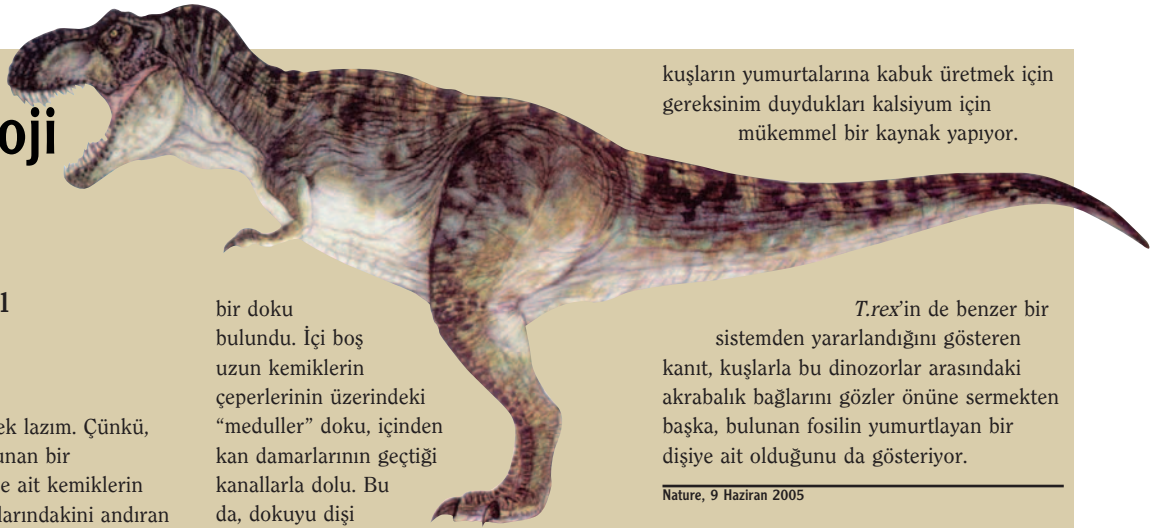 oji
l
ek lazım. Çünkü,
unan bir
e ait kemiklerin
larındakini andıran
bir doku
bulundu. İçi boş
uzun kemiklerin
çeperlerinin üzerindeki
“meduller” doku, içinden
kan damarlarının geçtiği
kanallarla dolu. Bu
da, dokuyu dişi
kuşların yumurtalarına kabuk üretmek için
gereksinim duydukları kalsiyum için
mükemmel bir kaynak yapıyor.
T.rex’in de benzer bir
sistemden yararlandığını gösteren
kanıt, kuşlarla bu dinozorlar arasındaki
akrabalık bağlarını gözler önüne sermekten
başka, bulunan fosilin yumurtlayan bir
dişiye ait olduğunu da gösteriyor.
Nature, 9 Haziran 2005